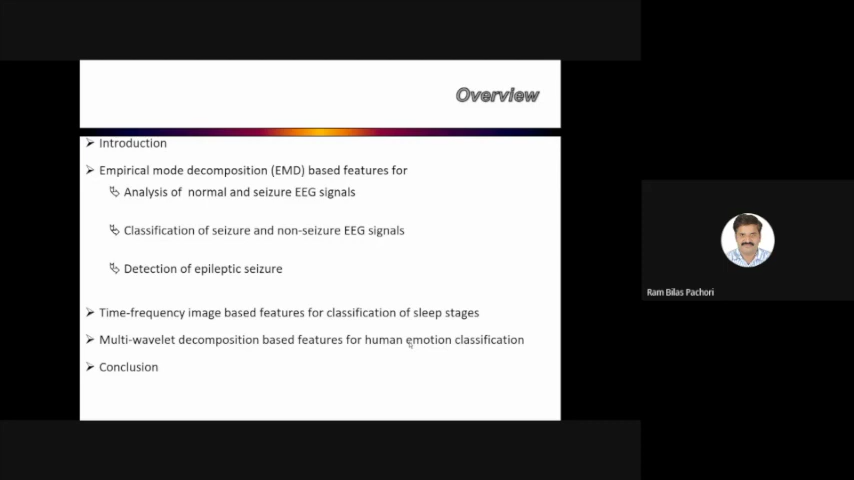 Overview
Introduction
Empirical mode decomposition (EMD) based features for
Analysis of normal and seizure EEG signals
Classification of seizure and non-seizure EEG signals
Detection of epileptic seizure
Time-frequency image based features for classification of sleep stages
Multi-wavelet decomposition based features for human emotion classification
Conclusion
Ram Bilas Pachori